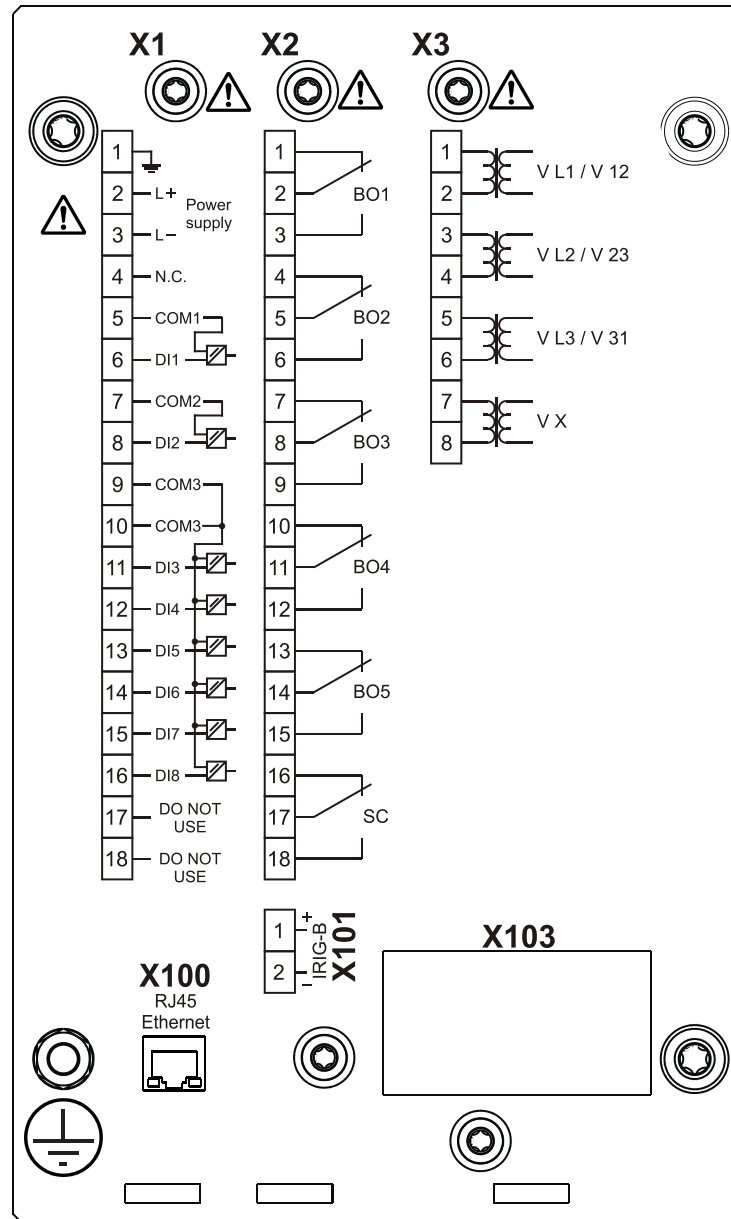 X1 X2 X3
1
2 L+ Power
supply
3 L−
4 N.C.
5 COM1
6 DI1
7 COM2
8 DI2
9 COM3
10 COM3
11 DI3
12 DI4
13 DI5
14 DI6
15 DI7
16 DI8
17 DO NOT
USE
18 DO NOT
USE
1
2 BO1
3
4
5 BO2
6
7
8 BO3
9
10
11 BO4
12
13
14 BO5
15
16
17 SC
18
1 V L1 / V 12
2
3 V L2 / V 23
4
5 V L3 / V 31
6
7 V X
8
1 +
2 −
IRIG-B
X101
X100
RJ45
Ethernet
X103